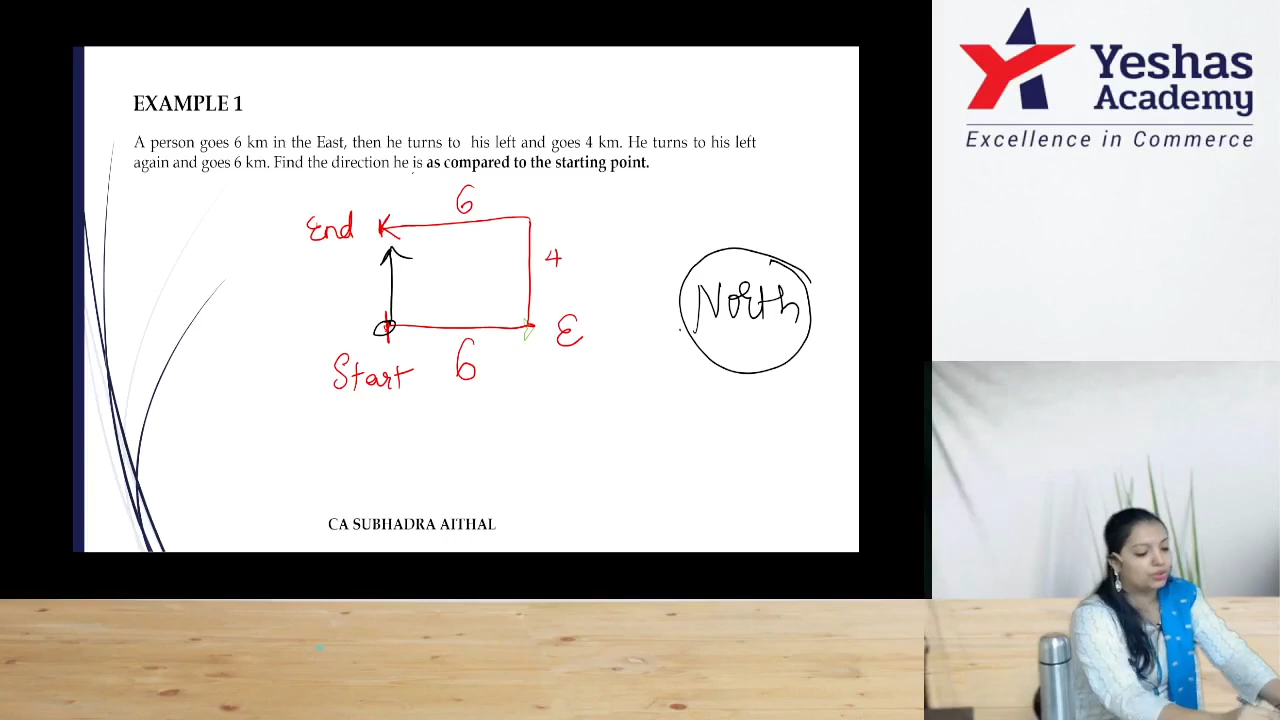 EXAMPLE 1
A person goes 6 km in the East, then he turns to his left and goes 4 km. He turns to his left
again and goes 6 km. Find the direction he is as compared to the starting point.
6
End
4
North
E
Start
6
CA SUBHADRA AITHAL
Yeshas
Academy
Excellence in Commerce